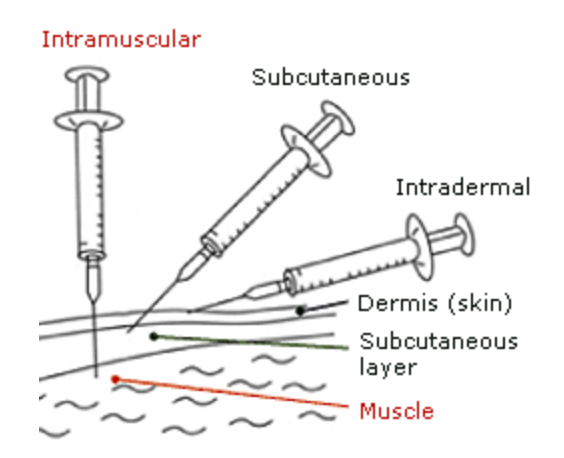 Intramuscular
Subcutaneous
Intradermal
Dermis (skin)
Subcutaneous
layer
Muscle